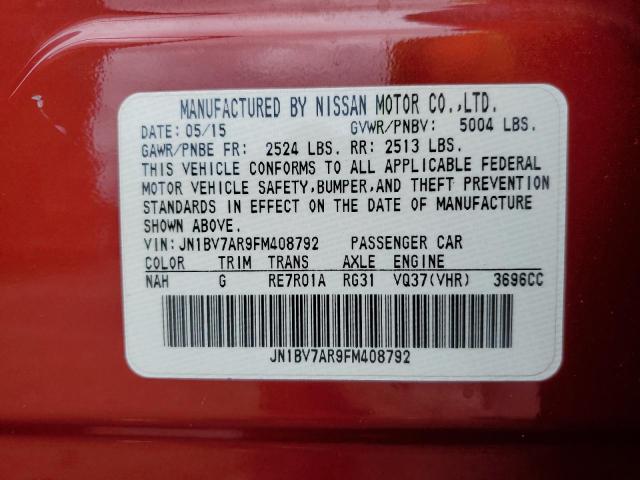 MANUFACTURED BY NISSAN MOTOR CO.,LTD.
DATE: 05/15 GVWR/PNBV: 5004 LBS.
GAWR/PNBE FR: 2524 LBS. RR: 2513 LBS.
THIS VEHICLE CONFORMS TO ALL APPLICABLE FEDERAL
MOTOR VEHICLE SAFETY,BUMPER,AND THEFT PREVENTION
STANDARDS IN EFFECT ON THE DATE OF MANUFACTURE
SHOWN ABOVE.
VIN:JN1BV7AR9FM408792 PASSENGER CAR
COLOR TRIM TRANS AXLE ENGINE
NAH G RE7R01A RG31 VQ37(VHR) 3696CC
JN1BV7AR9FM408792